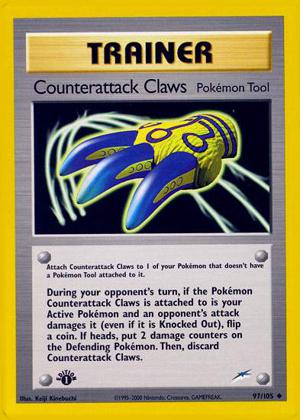 TRAINER
Counterattack Claws Pokémon Tool
Attach Counterattack Claws to 1 of your Pokémon that doesn't have
a Pokémon Tool attached to it.
During your opponent's turn, if the Pokémon
Counterattack Claws is attached to is your
Active Pokémon and an opponent's attack
damages it (even if it is Knocked Out), flip
a coin. If heads, put 2 damage counters on
the Defending Pokémon. Then, discard
Counterattack Claws.
EDITION
1
Illus. Keiji Kinebuchi
©1995-2000 Nintendo, Creatures, GAMEFREAK.
97/105